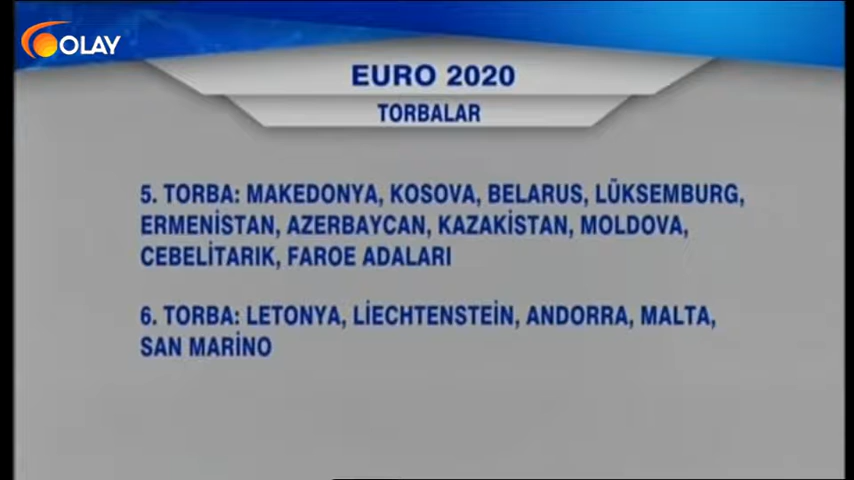 OLAY
EURO 2020
TORBALAR
5. TORBA: MAKEDONYA, KOSOVA, BELARUS, LÜKSEMBURG,
ERMENİSTAN, AZERBAYCAN, KAZAKİSTAN, MOLDOVA,
CEBELİTARIK, FAROE ADALARI
6. TORBA: LETONYA, LİECHTENSTEİN, ANDORRA, MALTA,
SAN MARİNO